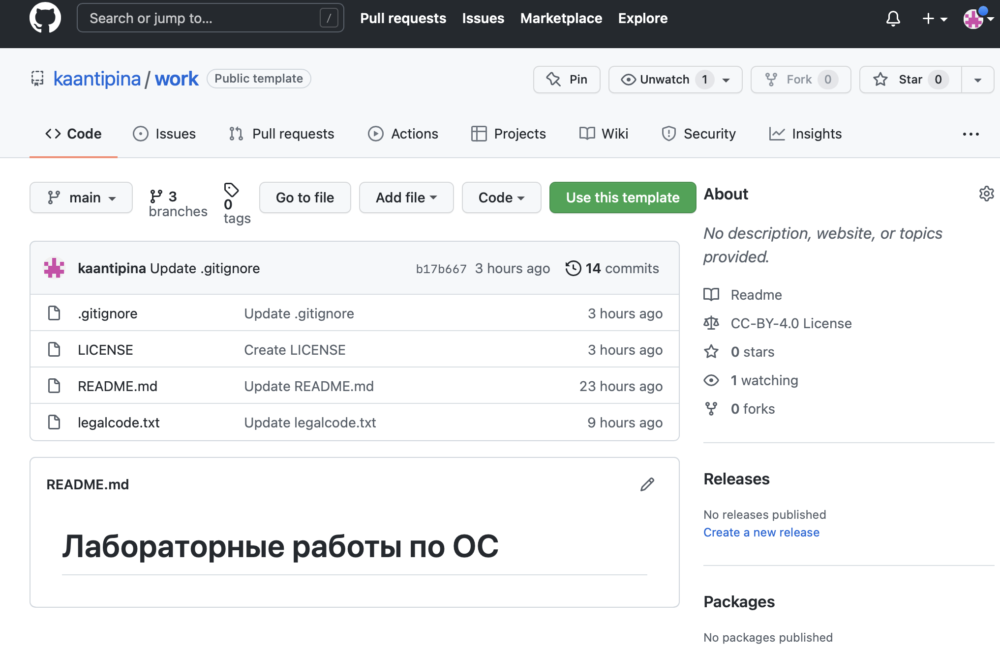 Search or jump to...
/
Pull requests
Issues
Marketplace
Explore
kaantipina / work
Public template
Pin
Unwatch 1
Fork 0
Star 0
Code
Issues
Pull requests
Actions
Projects
Wiki
Security
Insights
main
3 branches
0 tags
Go to file
Add file
Code
Use this template
kaantipina Update .gitignore b17b667 3 hours ago 14 commits
.gitignore Update .gitignore 3 hours ago
LICENSE Create LICENSE 3 hours ago
README.md Update README.md 23 hours ago
legalcode.txt Update legalcode.txt 9 hours ago
README.md
Лабораторные работы по ОС
About
No description, website, or topics
provided.
Readme
CC-BY-4.0 License
0 stars
1 watching
0 forks
Releases
No releases published
Create a new release
Packages
No packages published